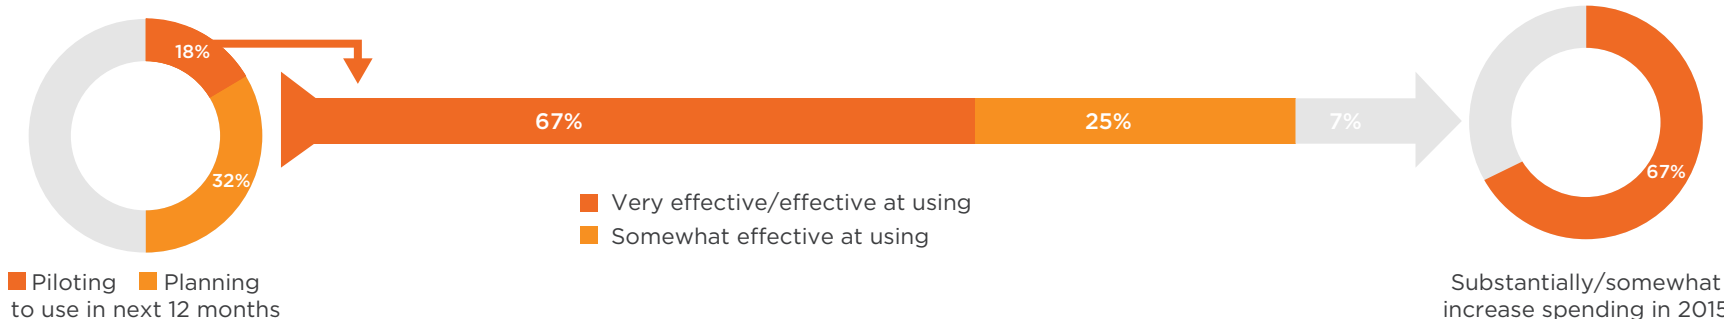 18%
32%
67%
25%
7%
67%
Very effective/effective at using
Somewhat effective at using
Piloting Planning
to use in next 12 months
Substantially/somewhat
increase spending in 2015